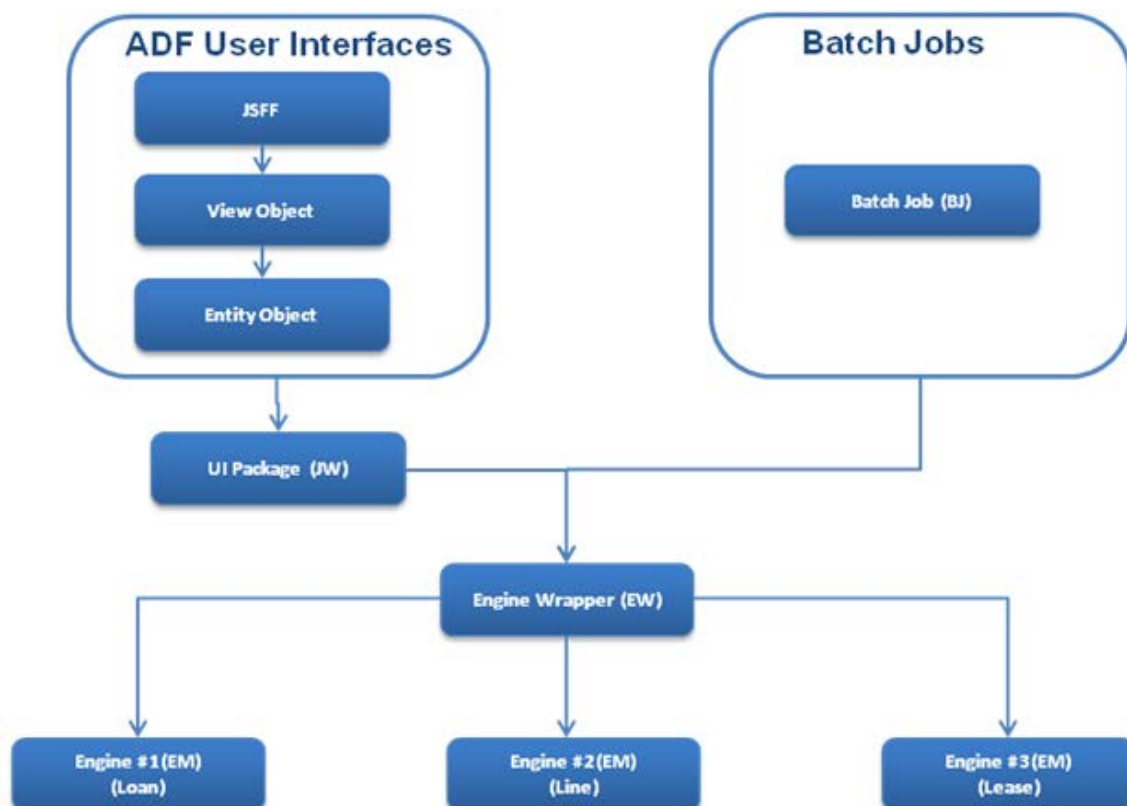 ADF User Interfaces
JSFF
View Object
Entity Object
Batch Jobs
Batch Job (BJ)
UI Package (JW)
Engine Wrapper (EW)
Engine #1(EM)
(Loan)
Engine #2(EM)
(Line)
Engine #3(EM)
(Lease)